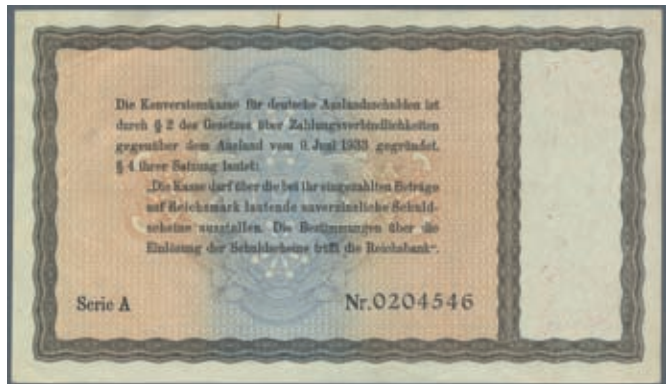 Die Konversionskasse für deutsche Auslandsschulden ist
durch § 2 des Gesetzes über Zahlungsverbindlichkeiten
gegenüber dem Ausland vom 9. Juni 1933 gegründet.
§ 4 ihrer Satzung lautet:
„Die Kasse darf über die bei ihr eingezahlten Beträge
auf Reichsmark lautende unverzinsliche Schuld-
scheine ausstellen. Die Bestimmungen über die
Einlösung der Schuldscheine trifft die Reichsbank“.
Serie A
Nr.0204546